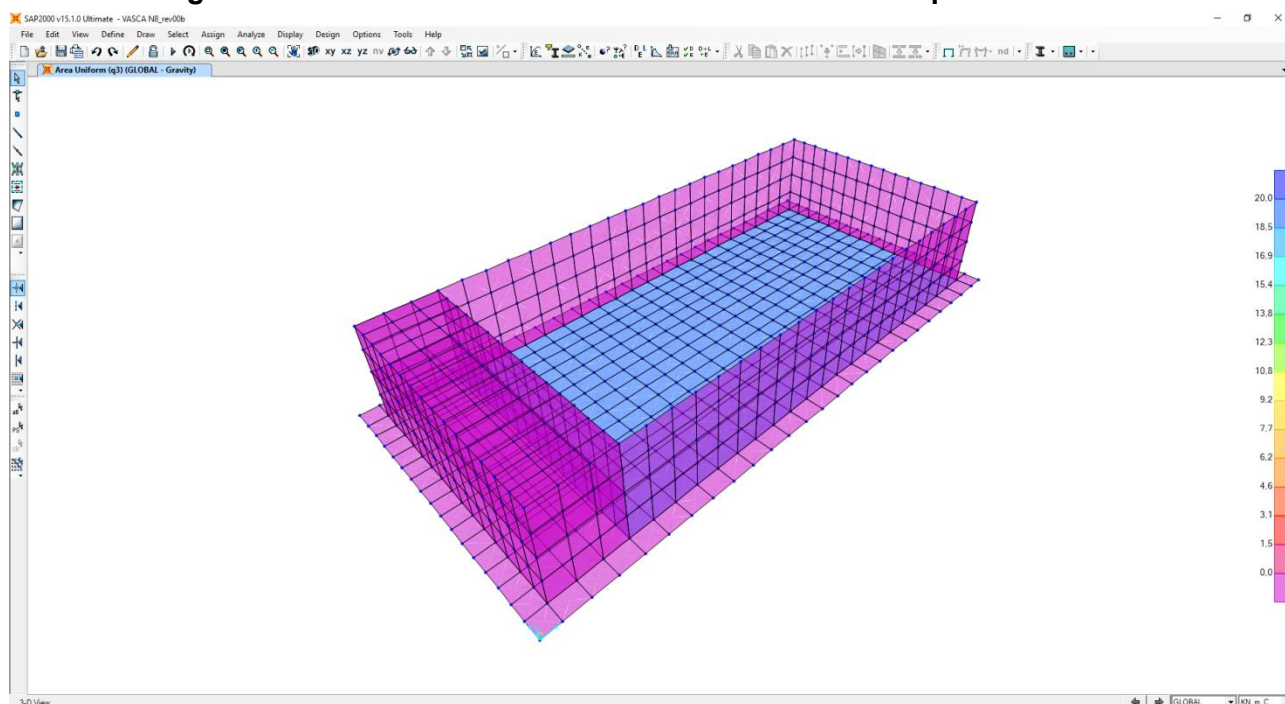 SAP2000 v15.1.0 Ultimate - VASCA N8_rev00b
File Edit View Define Draw Select Assign Analyze Display Design Options Tools Help
xy xz yz nv nd
Area Uniform (q3) (GLOBAL - Gravity)
20.0
18.5
16.9
15.4
13.8
12.3
10.8
9.2
7.7
6.2
4.6
3.1
1.5
0.0
3-D View GLOBAL KN, m, C